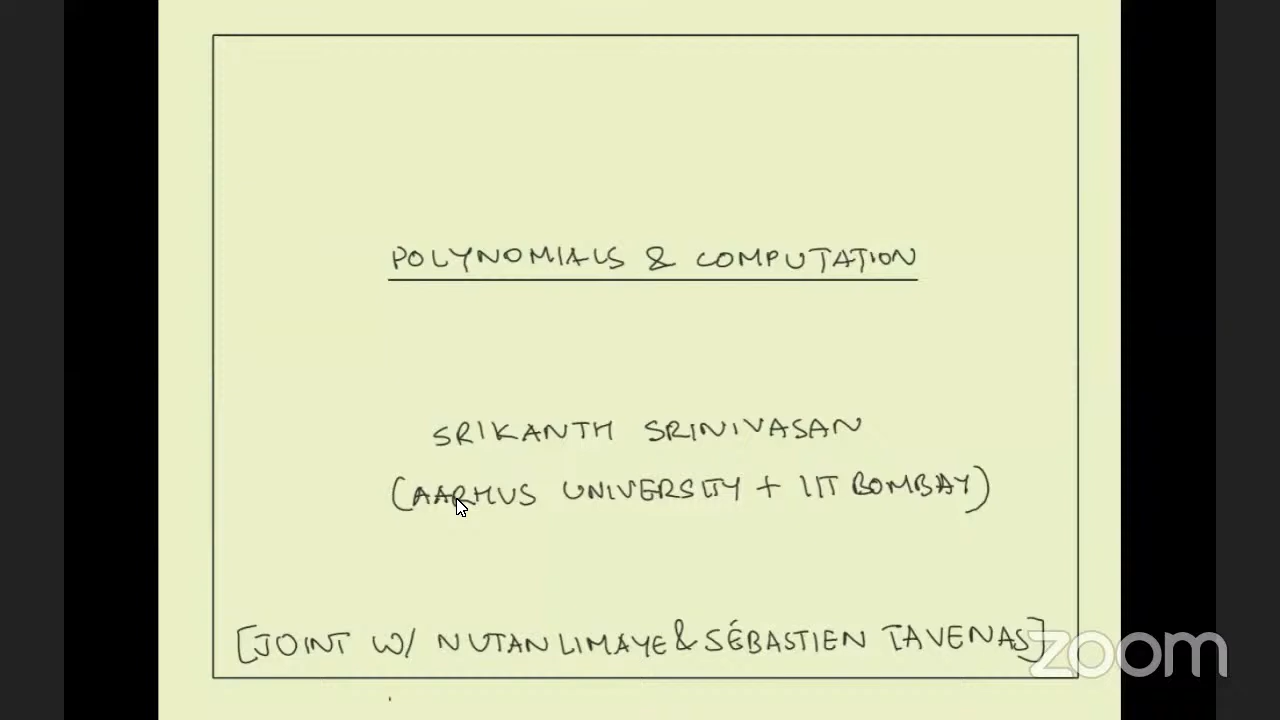 POLYNOMIALS & COMPUTATION
SRIKANTH SRINIVASAN
(AARHUS UNIVERSITY + IIT BOMBAY)
[JOINT W/ NUTAN LIMAYE & SÉBASTIEN TAVENAS]
zoom